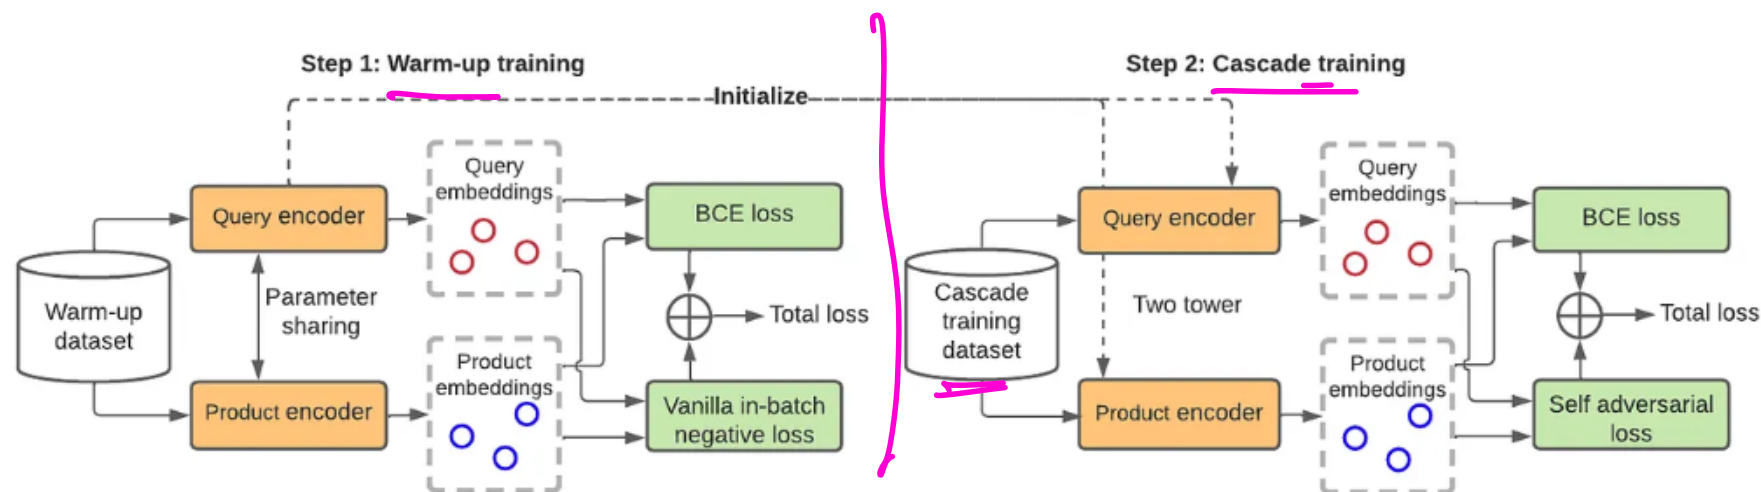 Step 1: Warm-up training
Initialize
Query encoder
Parameter
sharing
Warm-up
dataset
Product encoder
Query
embeddings
Product
embeddings
BCE loss
Total loss
Vanilla in-batch
negative loss
Step 2: Cascade training
Query encoder
Cascade
training
dataset
Two tower
Product encoder
Query
embeddings
Product
embeddings
BCE loss
Total loss
Self adversarial
loss